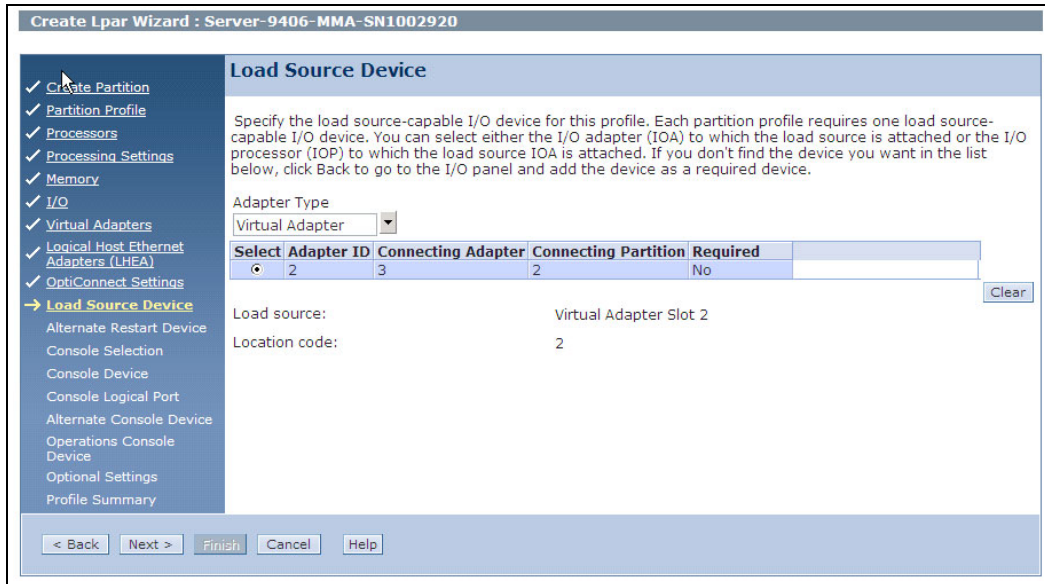 Create Lpar Wizard : Server-9406-MMA-SN1002920
Create Partition
Partition Profile
Processors
Processing Settings
Memory
I/O
Virtual Adapters
Logical Host Ethernet
Adapters (LHEA)
OptiConnect Settings
Load Source Device
Alternate Restart Device
Console Selection
Console Device
Console Logical Port
Alternate Console Device
Operations Console
Device
Optional Settings
Profile Summary
Load Source Device
Specify the load source-capable I/O device for this profile. Each partition profile requires one load source-
capable I/O device. You can select either the I/O adapter (IOA) to which the load source is attached or the I/O
processor (IOP) to which the load source IOA is attached. If you don't find the device you want in the list
below, click Back to go to the I/O panel and add the device as a required device.
Adapter Type
Virtual Adapter
Select Adapter ID Connecting Adapter Connecting Partition Required
2 3 2 No
Clear
Load source: Virtual Adapter Slot 2
Location code: 2
< Back Next > Finish Cancel Help